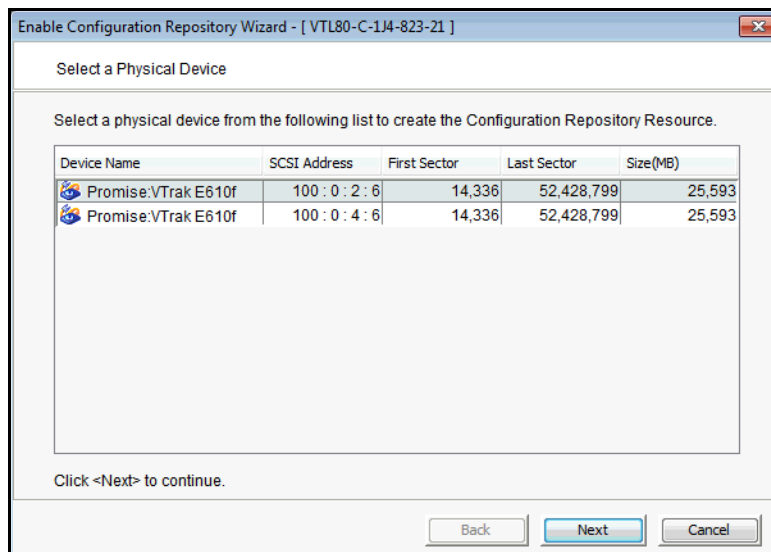 Enable Configuration Repository Wizard - [ VTL80-C-1J4-823-21 ]
Select a Physical Device
Select a physical device from the following list to create the Configuration Repository Resource.
Device Name SCSI Address First Sector Last Sector Size(MB)
Promise:VTrak E610f 100 : 0 : 2 : 6 14,336 52,428,799 25,593
Promise:VTrak E610f 100 : 0 : 4 : 6 14,336 52,428,799 25,593
Click <Next> to continue.
Back Next Cancel